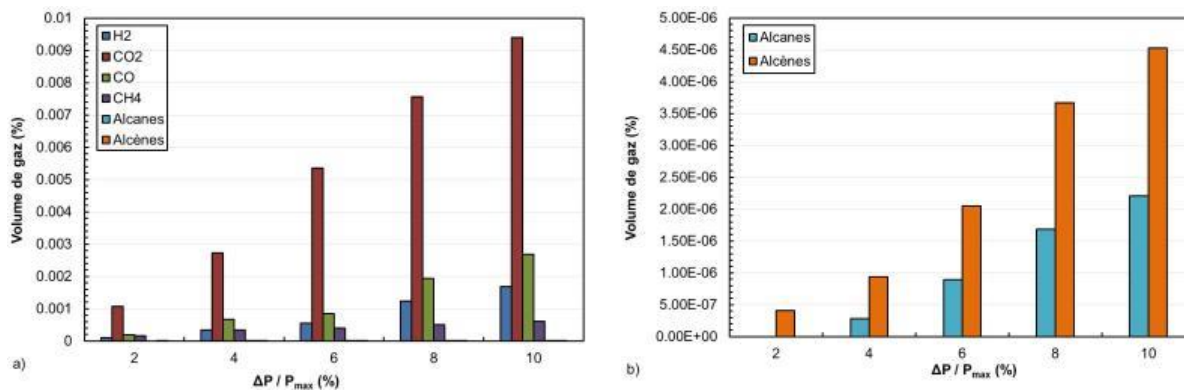 0.01
0.009
0.008
0.007
0.006
0.005
0.004
0.003
0.002
0.001
0
Volume de gaz (%)
H2
CO2
CO
CH4
Alcanes
Alcènes
2 4 6 8 10
ΔP / Pmax (%)
a)
5.00E-06
4.50E-06
4.00E-06
3.50E-06
3.00E-06
2.50E-06
2.00E-06
1.50E-06
1.00E-06
5.00E-07
0.00E+00
Volume de gaz (%)
Alcanes
Alcènes
2 4 6 8 10
ΔP / Pmax (%)
b)